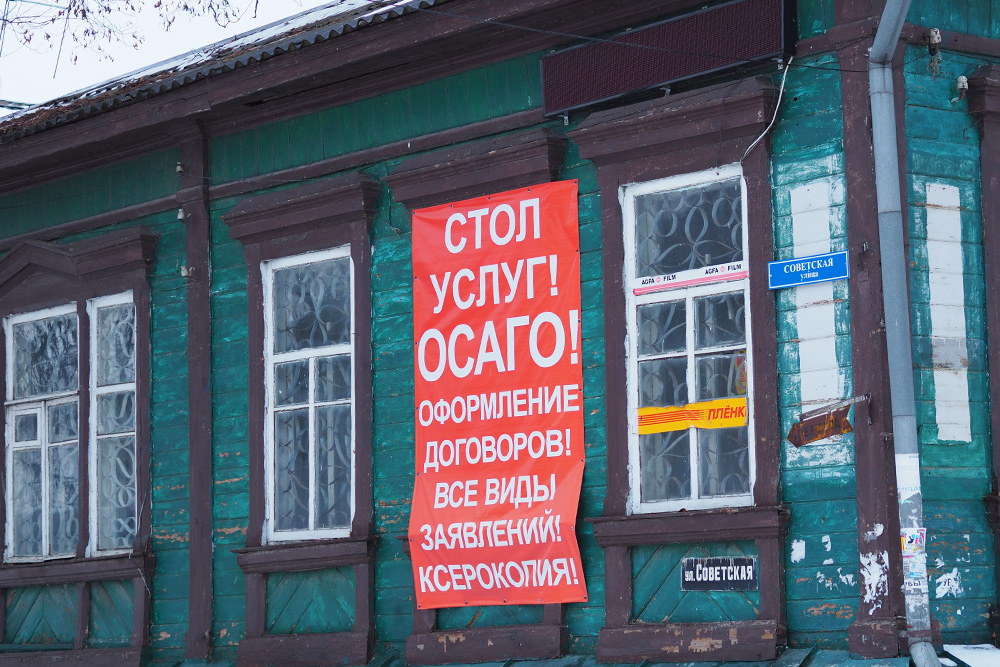 СТОЛ
УСЛУГ!
ОСАГО!
ОФОРМЛЕНИЕ
ДОГОВОРОВ!
ВСЕ ВИДЫ
ЗАЯВЛЕНИЙ!
КСЕРОКОПИЯ!
AGFA FILM AGFA FILM
ПЛЁНК
СОВЕТСКАЯ
улица
ул. СОВЕТСКАЯ